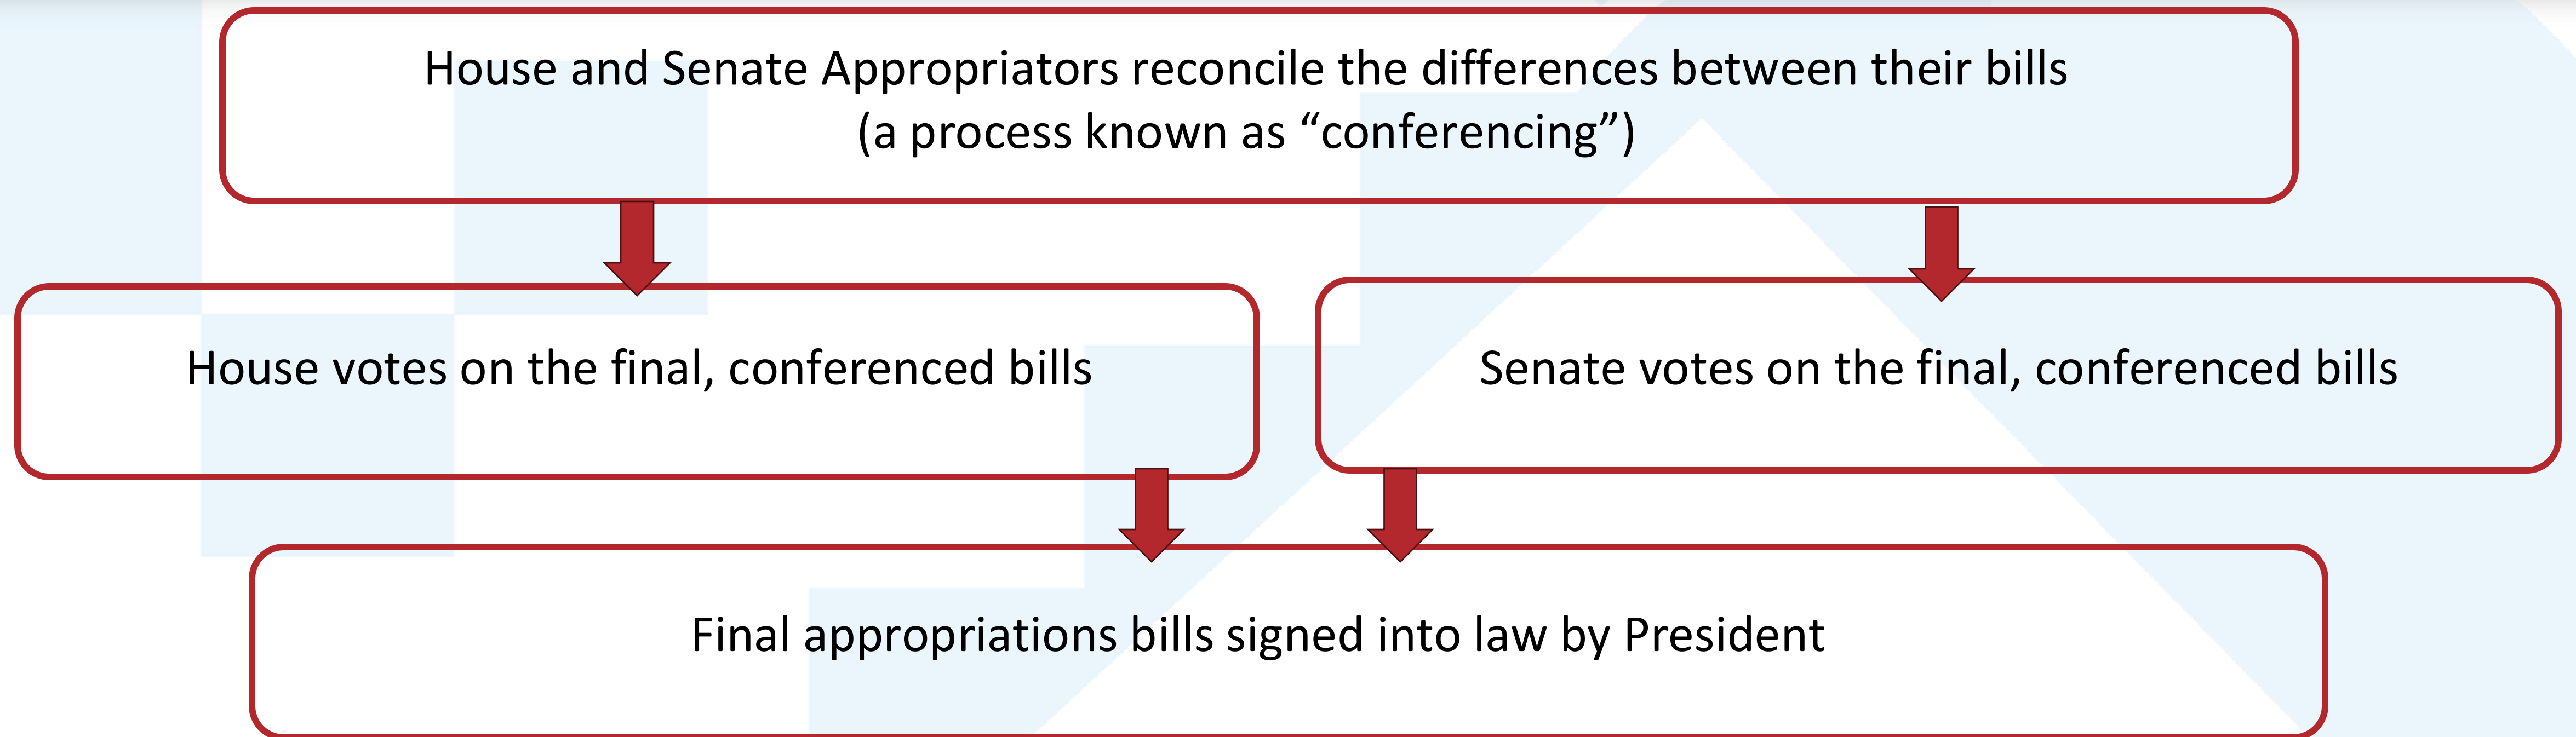 House and Senate Appropriators reconcile the differences between their bills
(a process known as “conferencing”)
House votes on the final, conferenced bills
Senate votes on the final, conferenced bills
Final appropriations bills signed into law by President